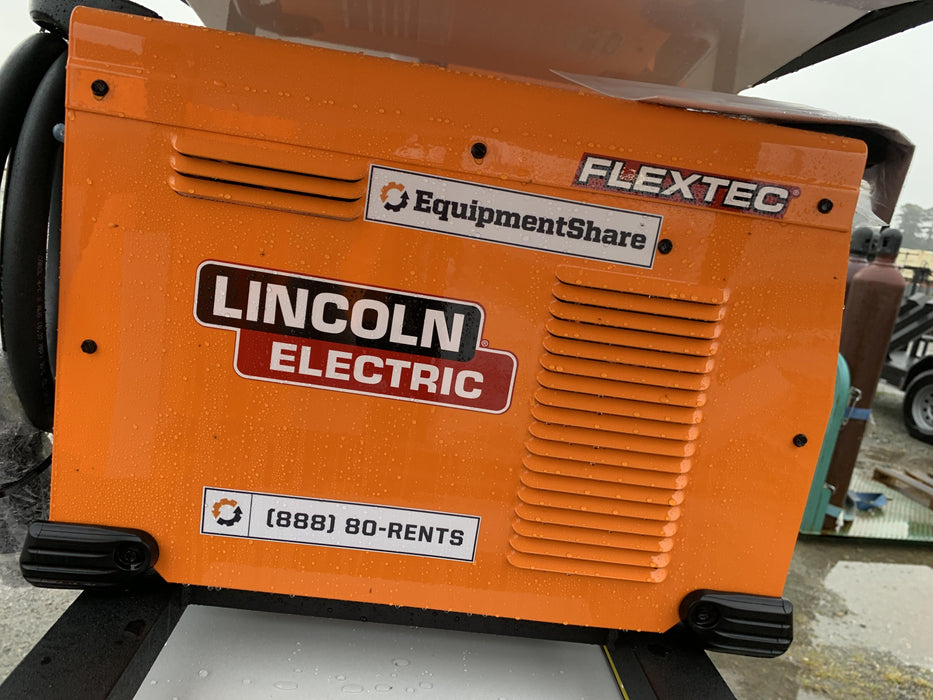 FLEXTEC®
EquipmentShare
LINCOLN
ELECTRIC®
(888) 80-RENTS